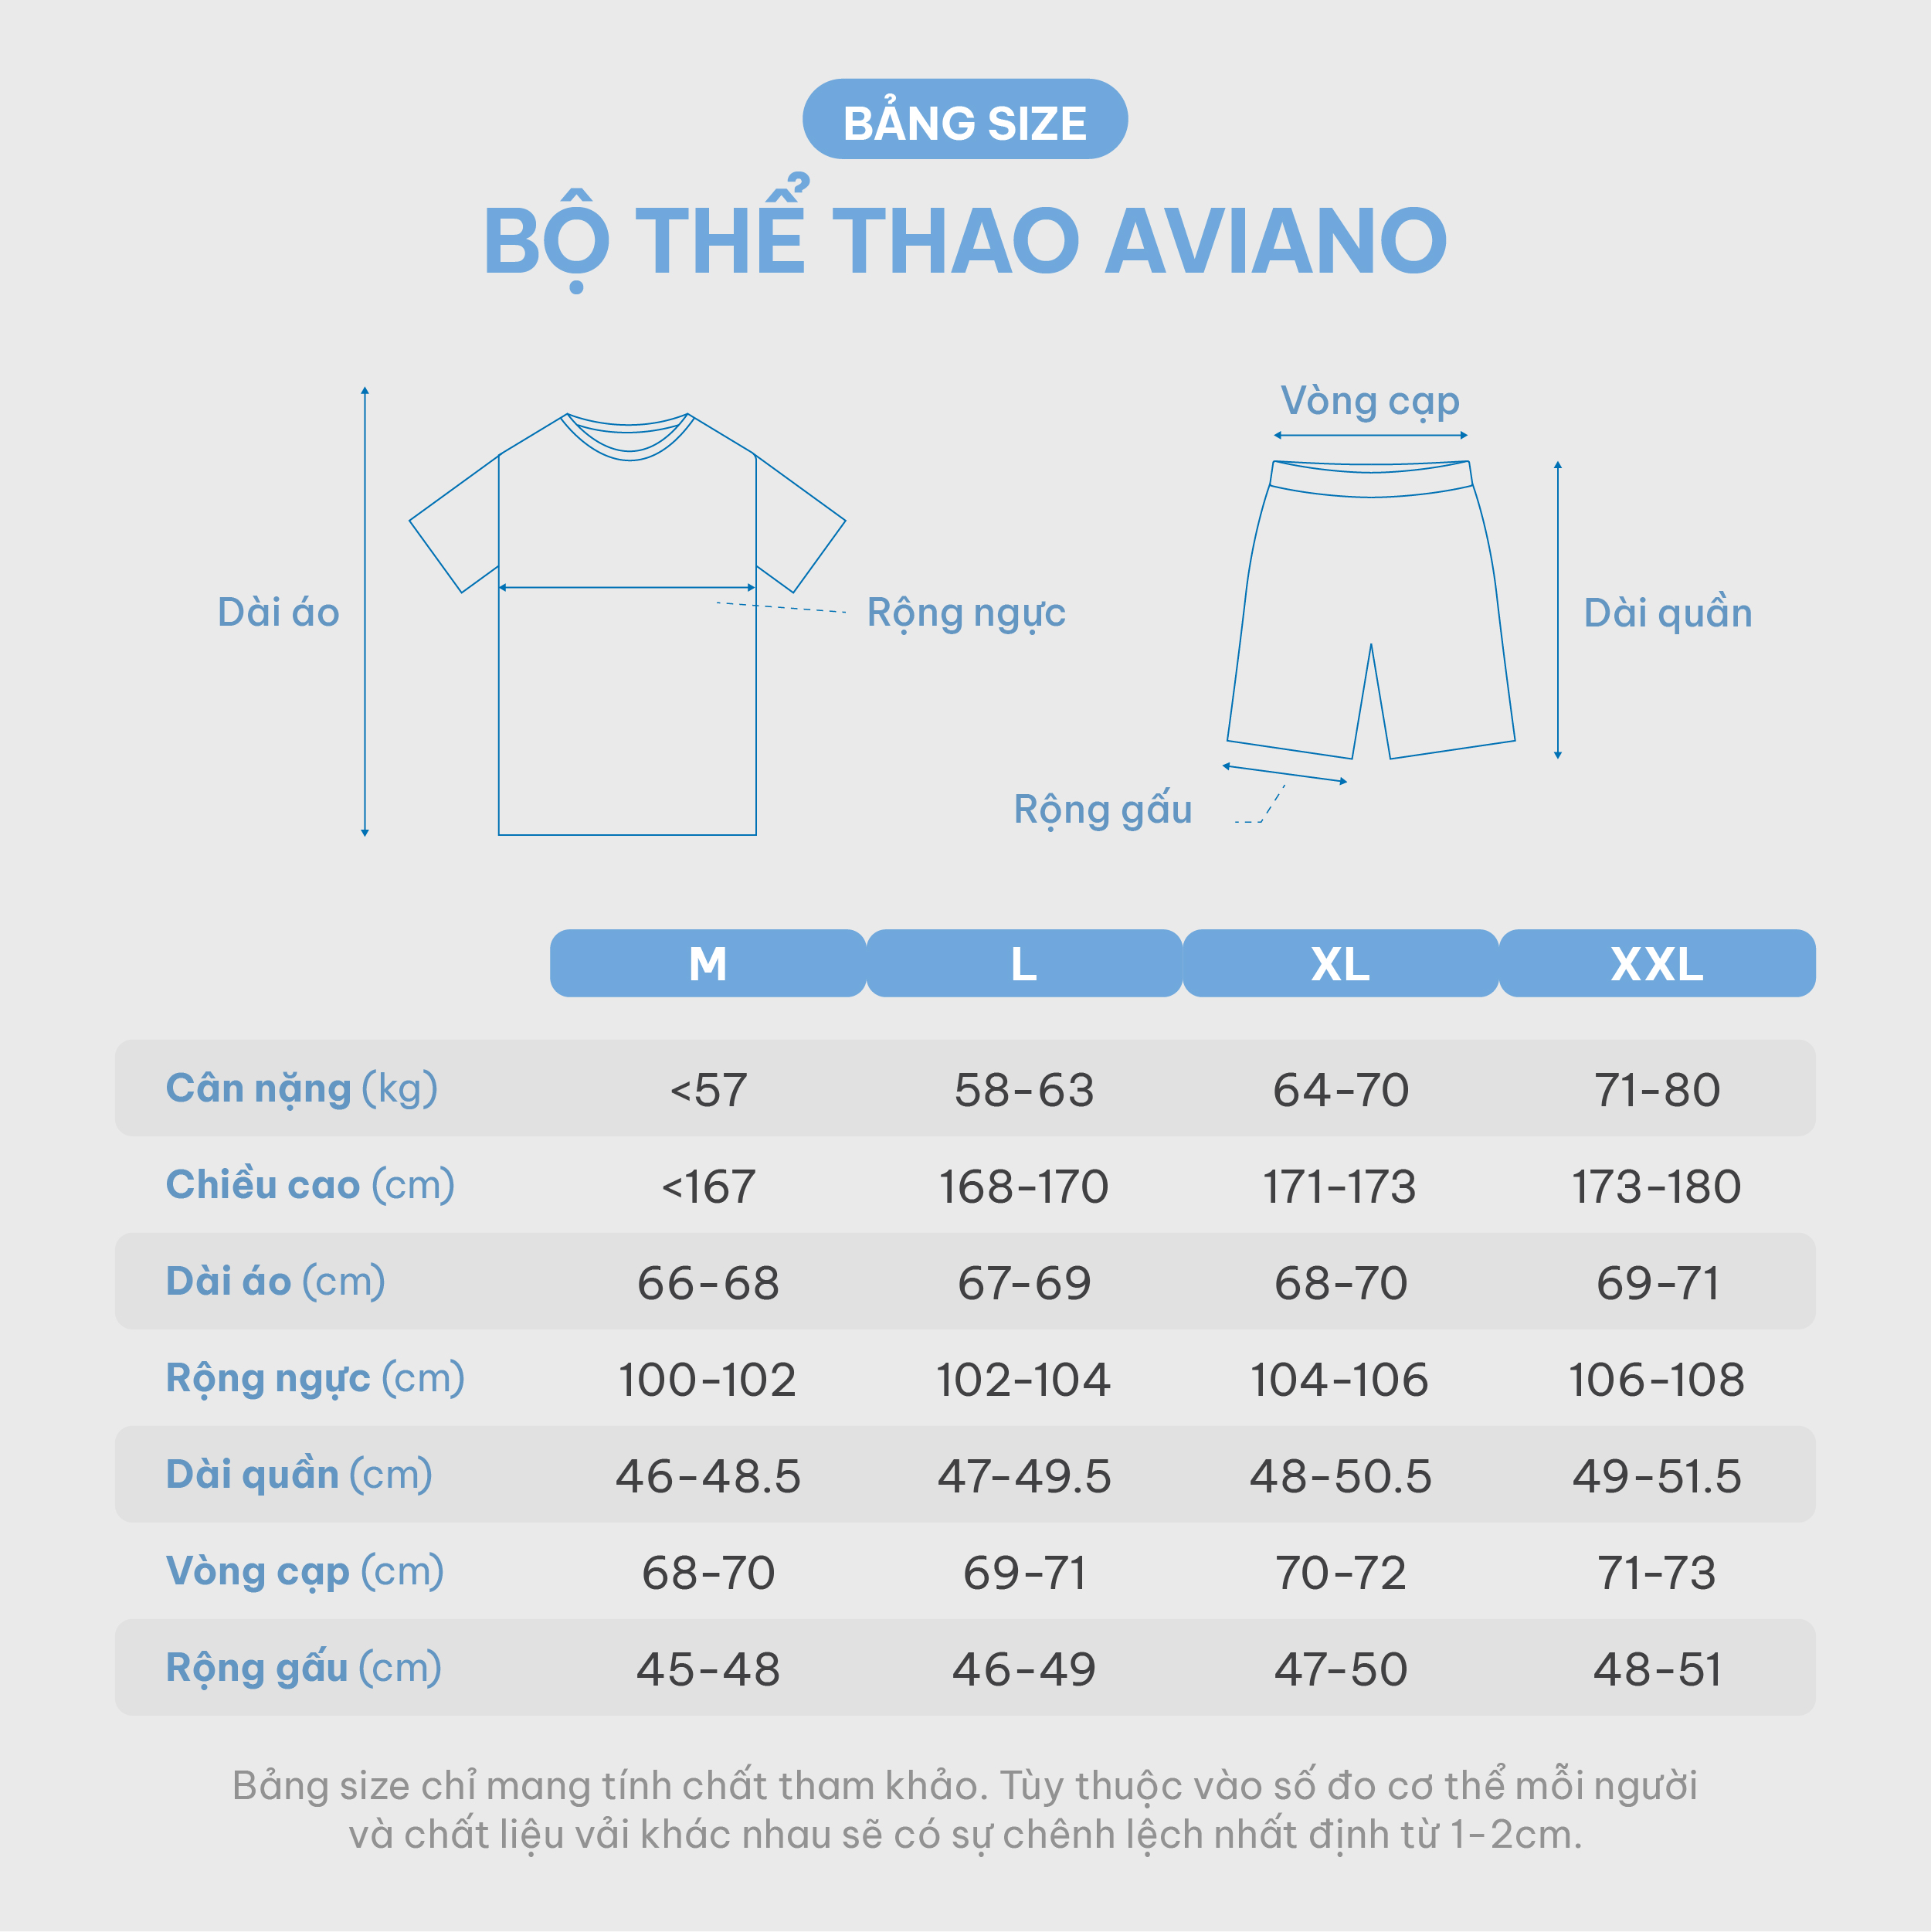 BẢNG SIZE
BỘ THỂ THAO AVIANO
Vòng cạp
Dài áo
Rộng ngực
Dài quần
Rộng gấu
M L XL XXL
Cân nặng (kg) <57 58-63 64-70 71-80
Chiều cao (cm) <167 168-170 171-173 173-180
Dài áo (cm) 66-68 67-69 68-70 69-71
Rộng ngực (cm) 100-102 102-104 104-106 106-108
Dài quần (cm) 46-48.5 47-49.5 48-50.5 49-51.5
Vòng cạp (cm) 68-70 69-71 70-72 71-73
Rộng gấu (cm) 45-48 46-49 47-50 48-51
Bảng size chỉ mang tính chất tham khảo. Tùy thuộc vào số đo cơ thể mỗi người
và chất liệu vải khác nhau sẽ có sự chênh lệch nhất định từ 1-2cm.